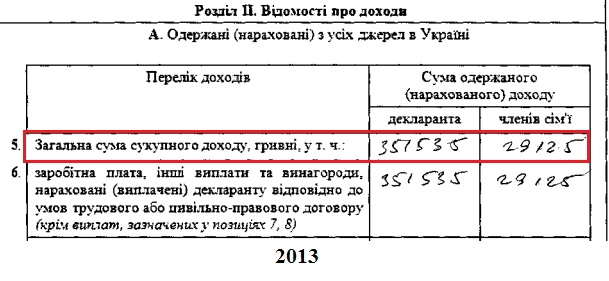 Розділ II. Відомості про доходи
А. Одержані (нараховані) з усіх джерел в Україні
Перелік доходів
Сума одержаного
(нарахованого) доходу
декларанта
членів сім'ї
5. Загальна сума сукупного доходу, гривні, у т. ч.: 351535 29125
6. заробітна плата, інші виплати та винагороди, 351535 29125
нараховані (виплачені) декларанту відповідно до
умов трудового або цивільно-правового договору
(крім виплат, зазначених у позиціях 7, 8)
2013